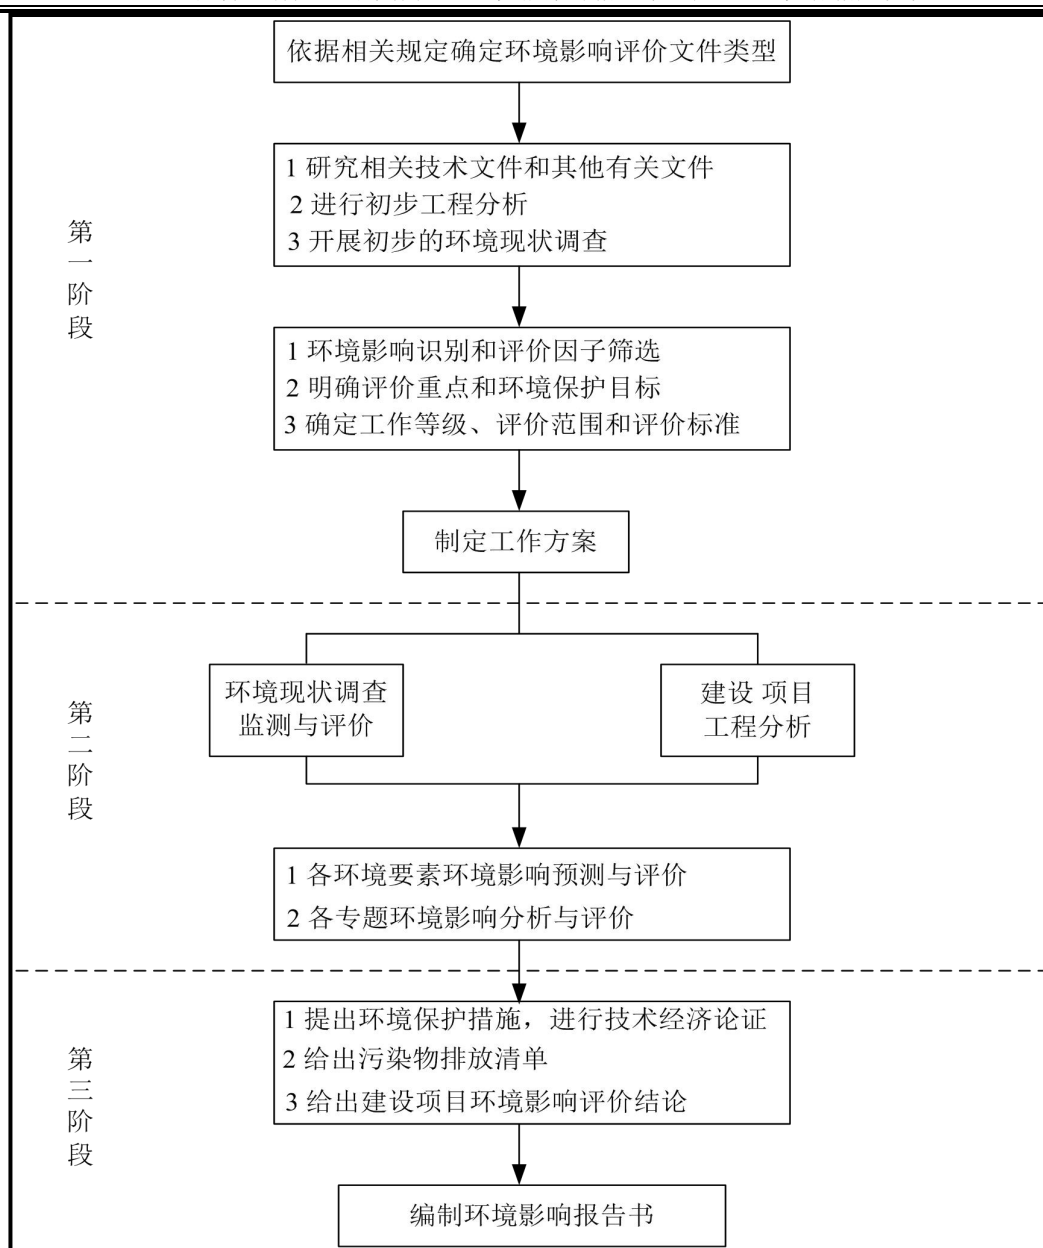 依据相关规定确定环境影响评价文件类型
1 研究相关技术文件和其他有关文件
2 进行初步工程分析
3 开展初步的环境现状调查
第一阶段
1 环境影响识别和评价因子筛选
2 明确评价重点和环境保护目标
3 确定工作等级、评价范围和评价标准
制定工作方案
第二阶段
环境现状调查
监测与评价
建设 项目
工程分析
1 各环境要素环境影响预测与评价
2 各专题环境影响分析与评价
第三阶段
1 提出环境保护措施，进行技术经济论证
2 给出污染物排放清单
3 给出建设项目环境影响评价结论
编制环境影响报告书